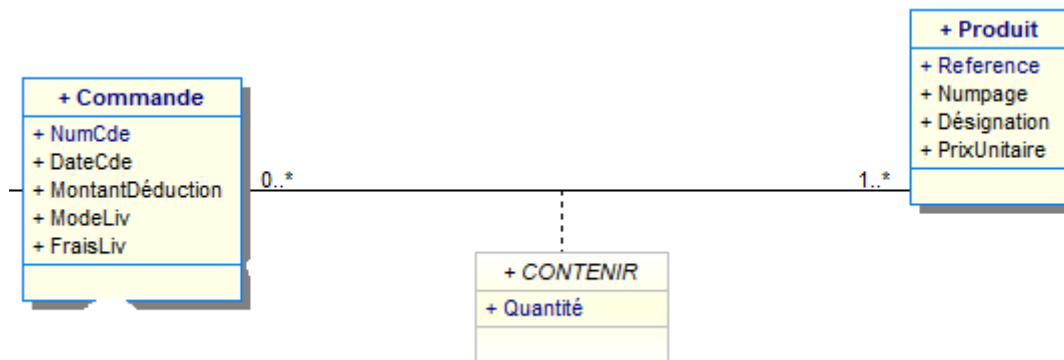 + Produit
+ Reference
+ Numpage
+ Désignation
+ PrixUnitaire
+ Commande
+ NumCde
+ DateCde
+ MontantDéduction
+ ModeLiv
+ FraisLiv
0..*
1..*
+ CONTENIR
+ Quantité